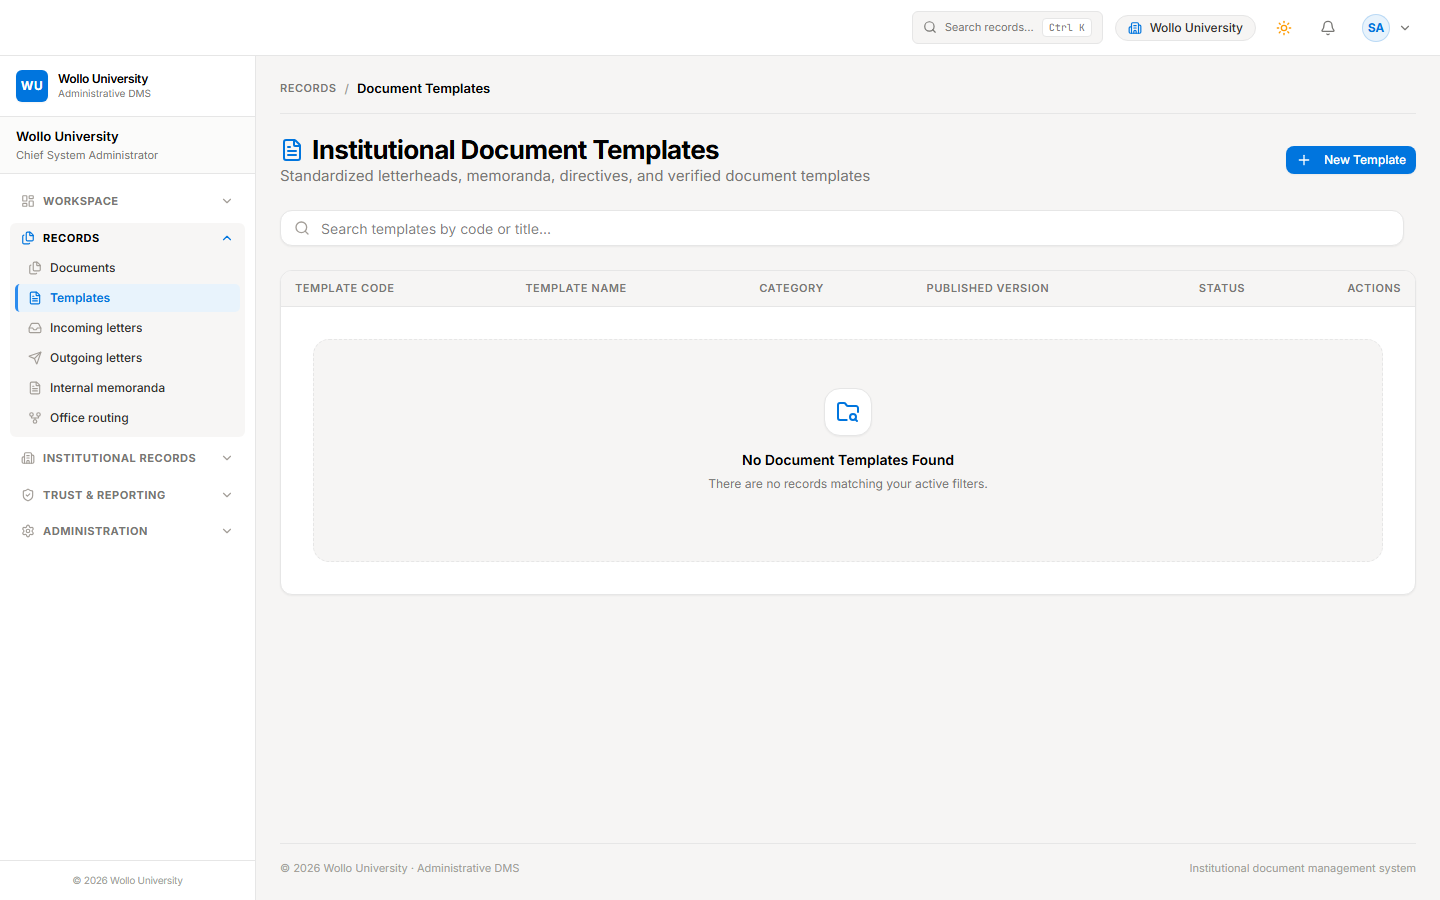 Search records... Ctrl K
Wollo University
SA
WU
Wollo University
Administrative DMS
Wollo University
Chief System Administrator
WORKSPACE
RECORDS
Documents
Templates
Incoming letters
Outgoing letters
Internal memoranda
Office routing
INSTITUTIONAL RECORDS
TRUST & REPORTING
ADMINISTRATION
© 2026 Wollo University
RECORDS / Document Templates
Institutional Document Templates
Standardized letterheads, memoranda, directives, and verified document templates
New Template
Search templates by code or title...
TEMPLATE CODE TEMPLATE NAME CATEGORY PUBLISHED VERSION STATUS ACTIONS
No Document Templates Found
There are no records matching your active filters.
© 2026 Wollo University · Administrative DMS
Institutional document management system